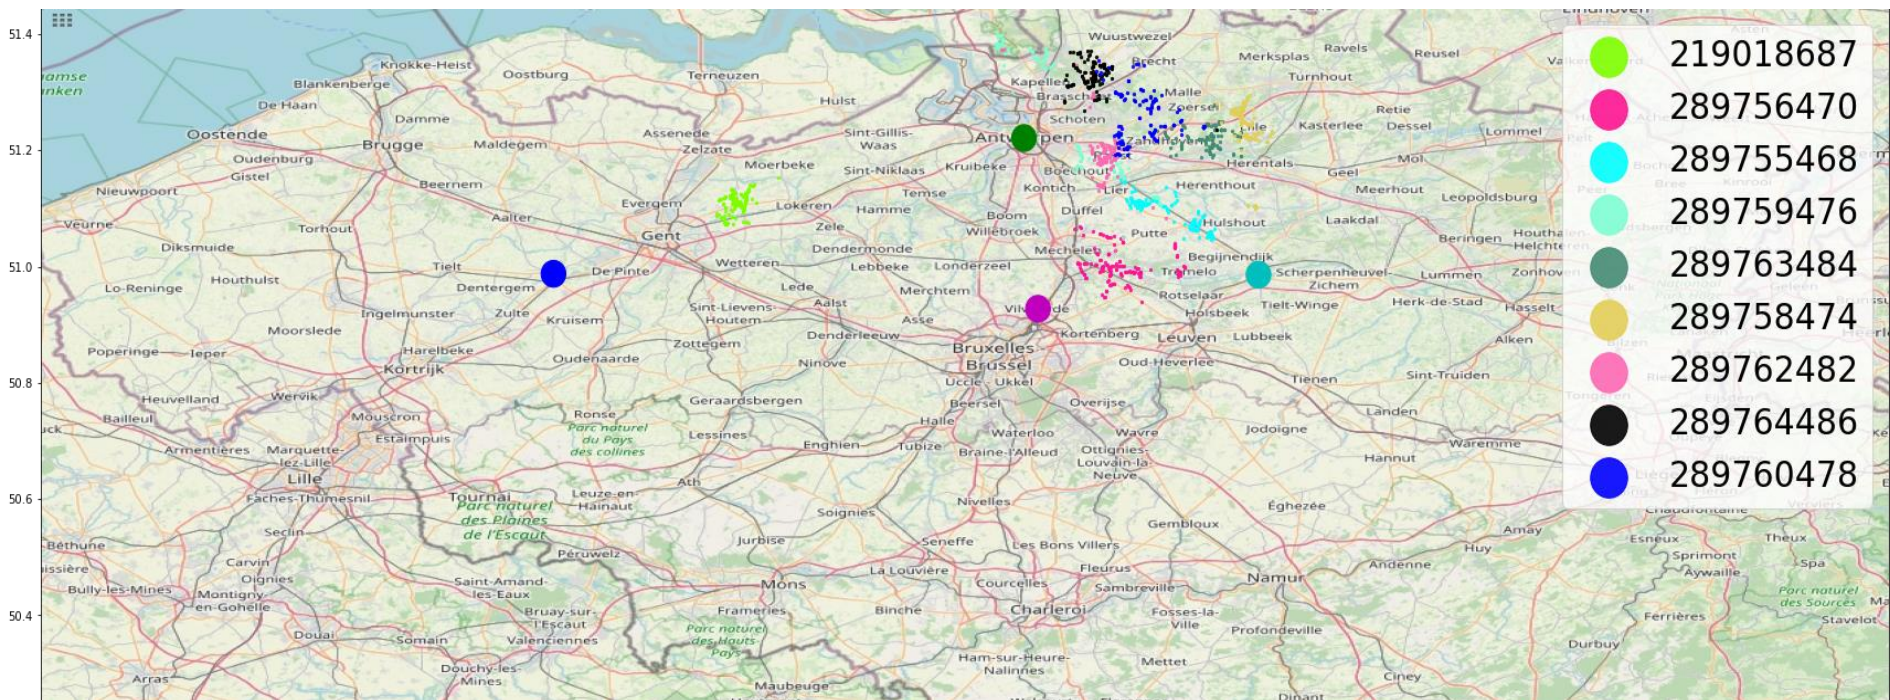 51.4
51.2
51.0
50.8
50.6
50.4
Eindhoven
Knokke-Heist
Blankenberge
De Haan
Oostende
Damme
Brugge
Oudenburg
Gistel
Nieuwpoort
Veurne
Diksmuide
Torhout
Beernem
Aalter
Maldegem
Oostburg
Terneuzen
Hulst
Assenede
Zelzate
Moerbeke
Sint-Gillis-
Waas
Sint-Niklaas
Kruibeke
Temse
Evergem
Lokeren
Hamme
Zele
Gent
Dendermonde
Wetteren
Lebbeke
Londerzeel
De Pinte
Tielt
Dentergem
Houthulst
Lo-Reninge
Ingelmunster
Zulte
Kruisem
Moorslede
Poperinge
Ieper
Harelbeke
Kortrijk
Oudenaarde
Sint-Lievens-
Houtem
Lede
Aalst
Merchtem
Asse
Denderleeuw
Zottegem
Ninove
Heuvelland
Wervik
Bailleul
Mouscron
Estaimpuis
Armentières
Marquette-
lez-Lille
Lille
Faches-Thumesnil
Ronse
Parc naturel
du Pays
des collines
Geraardsbergen
Lessines
Enghien
Halle
Tubize
Ath
Tournai
Parc naturel
des Plaines
de l'Escaut
Leuze-en-
Hainaut
Soignies
Seclin
Béthune
Carvin
Oignies
Bully-les-Mines
Montigny-
en-Gohelle
Péruwelz
Saint-Amand-
les-Eaux
Bruay-sur-
l'Escaut
Valenciennes
Douai
Somain
Arras
Douchy-les-
Mines
Jurbise
Mons
Frameries
Parc naturel
des Hauts
Pays
Maubeuge
Seneffe
La Louvière
Binche
Nivelles
Les Bon Villers
Fleurus
Courcelles
Sambreville
Charleroi
Ham-sur-Heure-
Nalinnes
Fosses-la-
Ville
Mettet
Profondeville
Namur
Gembloux
Éghezée
Andenne
Huy
Amay
Hannut
Waremme
Jodoigne
Landen
Tienen
Sint-Truiden
Alken
Hasselt
Herk-de-Stad
Lummen
Beringen
Tielt-Winge
Scherpenheuvel-
Zichem
Begijnendijk
Tremelo
Rotselaar
Holsbeek
Lubbeek
Leuven
Oud-Heverlee
Kortenberg
Bruxelles -
Brussel
Uccle - Ukkel
Beersel
Overijse
Waterloo
Wavre
Braine-l'Alleud
Ottignies-
Louvain-la-
Neuve
Mechelen
Putte
Hulshout
Duffel
Boom
Willebroek
Kontich
Lier
Herenthout
Boechout
Herentals
Schoten
Kapellen
Brecht
Wuustwezel
Malle
Merksplas
Turnhout
Ravels
Reusel
Retie
Dessel
Kasterlee
Mol
Geel
Meerhout
Laakdal
Leopoldsburg
Lommel
Esneux
Sprimont
Aywaille
Theux
Spa
Parc naturel
des Sources
Stavelot
Ferrières
Durbuy
Ciney
Dinant
219018687
289756470
289755468
289759476
289763484
289758474
289762482
289764486
289760478